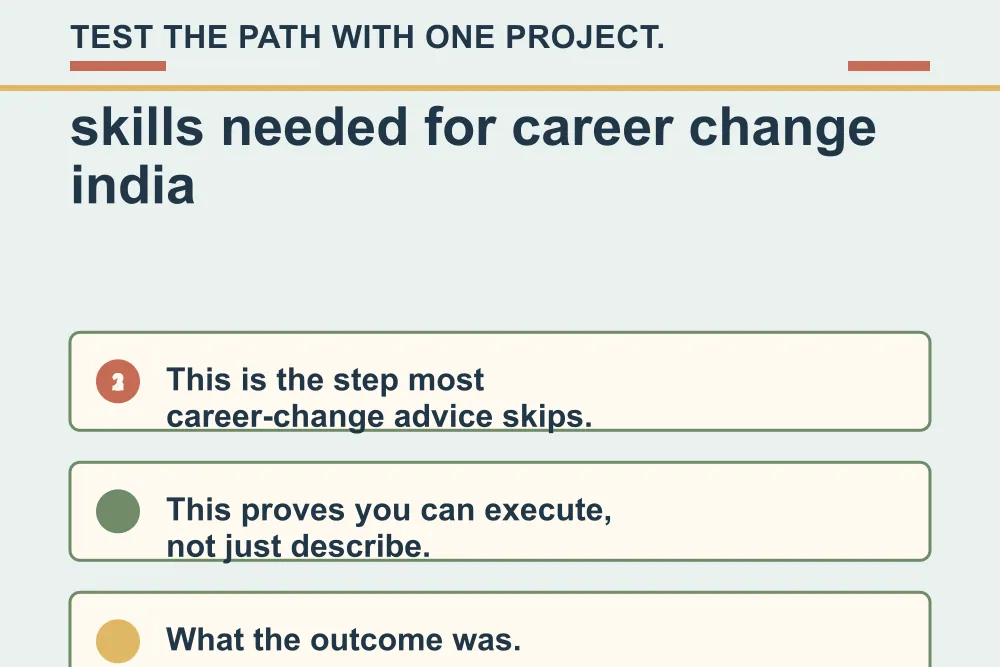 TEST THE PATH WITH ONE PROJECT.
skills needed for career change
india
This is the step most
career-change advice skips.
This proves you can execute,
not just describe.
What the outcome was.